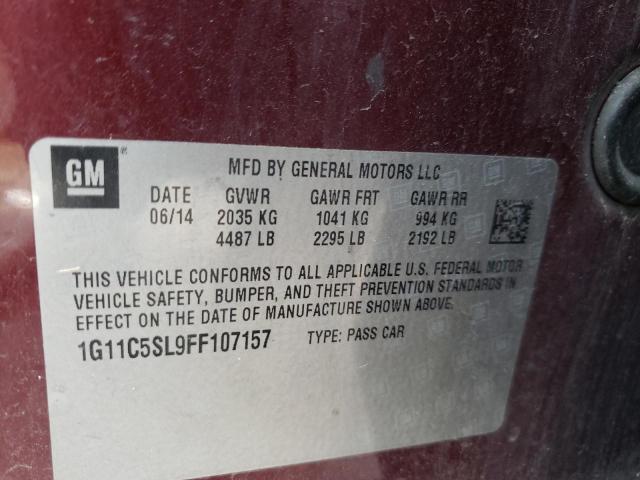 GM
MFD BY GENERAL MOTORS LLC
DATE GVWR GAWR FRT GAWR RR
06/14 2035 KG 1041 KG 994 KG
4487 LB 2295 LB 2192 LB
THIS VEHICLE CONFORMS TO ALL APPLICABLE U.S. FEDERAL MOTOR
VEHICLE SAFETY, BUMPER, AND THEFT PREVENTION STANDARDS IN
EFFECT ON THE DATE OF MANUFACTURE SHOWN ABOVE.
1G11C5SL9FF107157 TYPE: PASS CAR